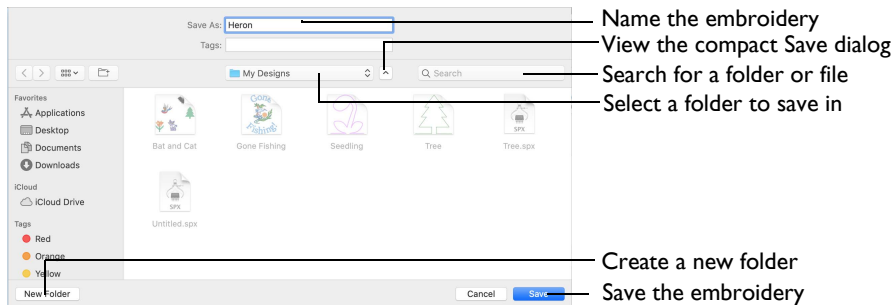 Save As: Heron
Name the embroidery
Tags:
View the compact Save dialog
My Designs
Search
Search for a folder or file
Select a folder to save in
Favorites
Applications
Desktop
Documents
Downloads
iCloud
iCloud Drive
Tags
Red
Orange
Yellow
Gone
Fishing!
SPX
Bat and Cat
Gone Fishing
Seedling
Tree
Tree.spx
SPX
Untitled.spx
Create a new folder
New Folder
Cancel
Save
Save the embroidery